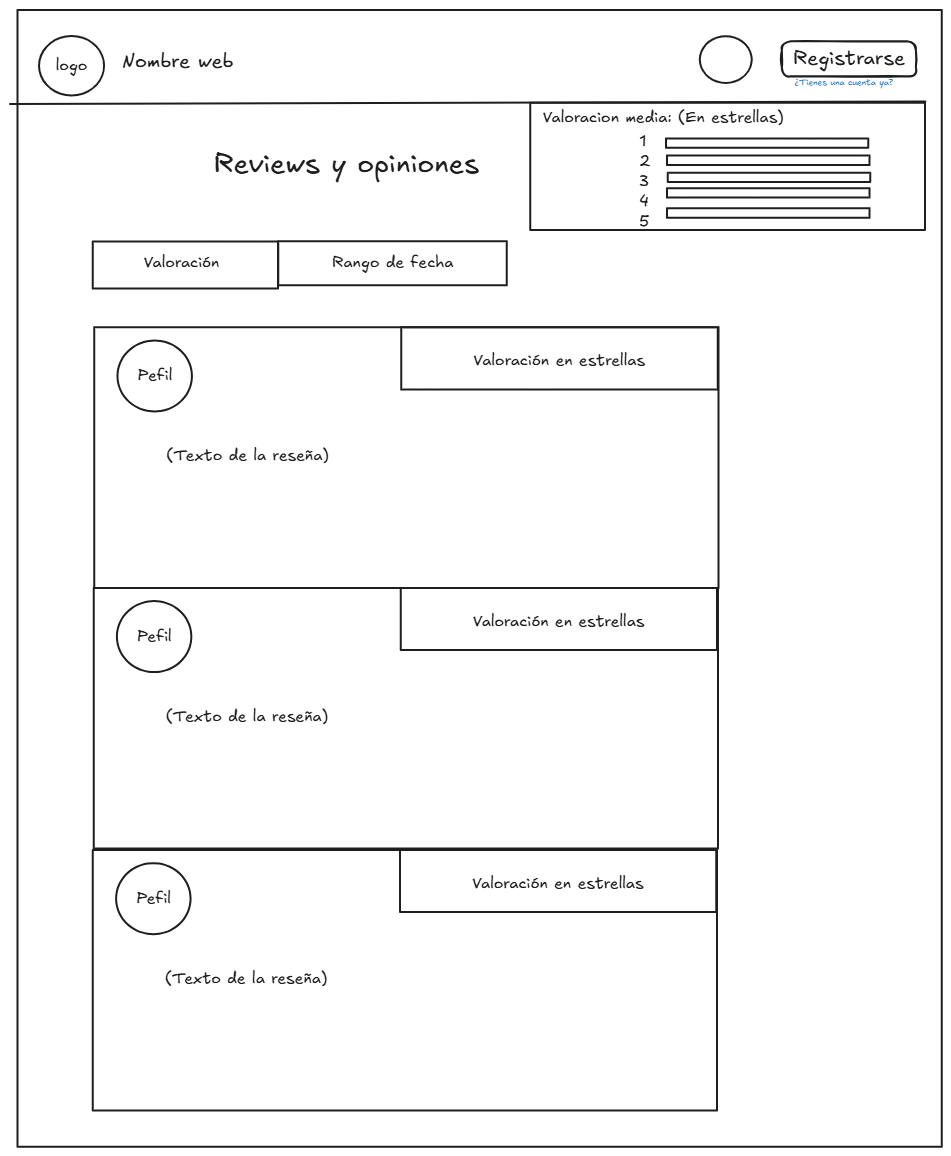 logo
Nombre web
Registrarse
¿Tienes una cuenta ya?
Valoracion media: (En estrellas)
1
2
3
4
5
Reviews y opiniones
Valoración
Rango de fecha
Pefil
Valoración en estrellas
(Texto de la reseña)
Pefil
Valoración en estrellas
(Texto de la reseña)
Pefil
Valoración en estrellas
(Texto de la reseña)